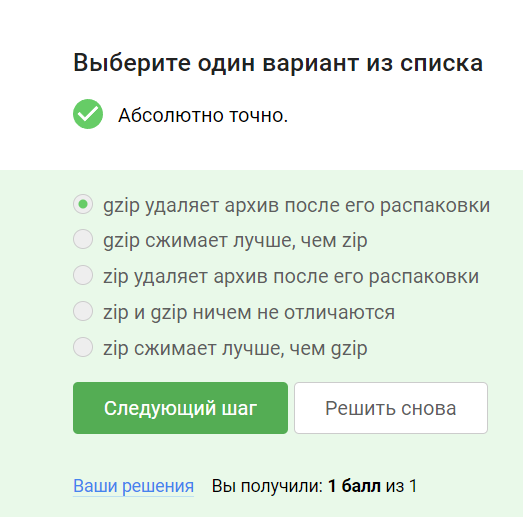 Выберите один вариант из списка
Абсолютно точно.
gzip удаляет архив после его распаковки
gzip сжимает лучше, чем zip
zip удаляет архив после его распаковки
zip и gzip ничем не отличаются
zip сжимает лучше, чем gzip
Следующий шаг Решить снова
Ваши решения Вы получили: 1 балл из 1